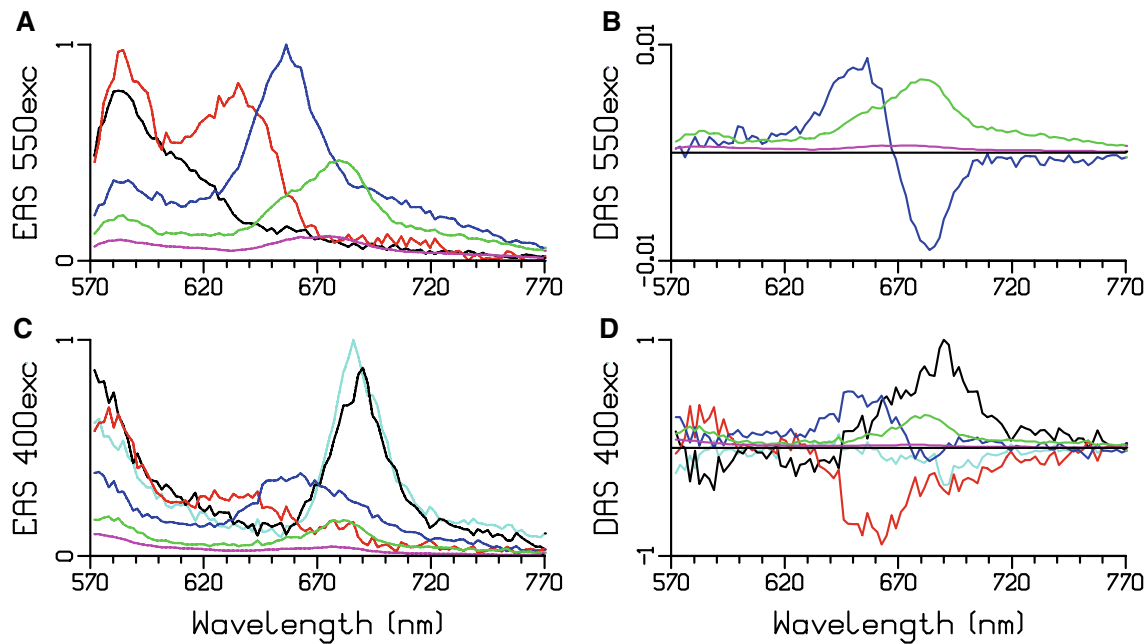 A
B
1
EAS 550exc
0
570 620 670 720 770
0.01
DAS 550exc
-0.01
570 620 670 720 770
C
D
1
EAS 400exc
0
570 620 670 720 770
Wavelength (nm)
1
DAS 400exc
-1
570 620 670 720 770
Wavelength (nm)